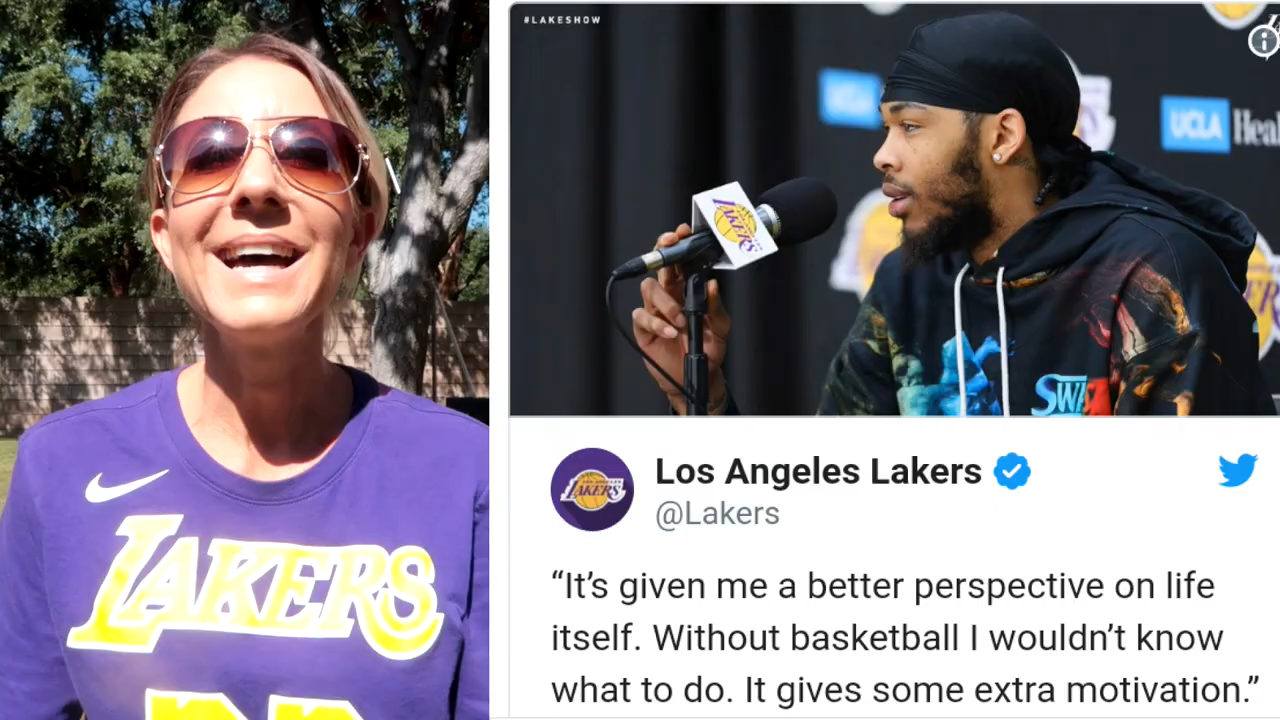 LAKERS
#LAKESHOW
UCLA
UCLA Heal
LAKERS
SWA
Los Angeles Lakers
@Lakers
“It’s given me a better perspective on life
itself. Without basketball I wouldn’t know
what to do. It gives some extra motivation.”